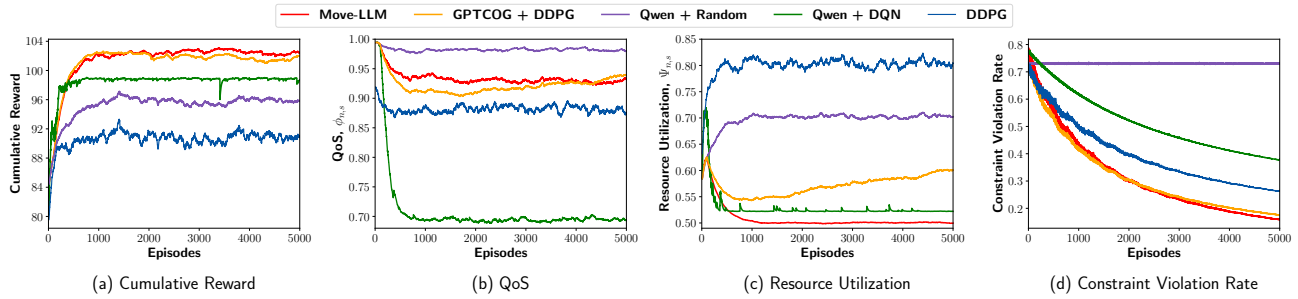 Move-LLM GPTCOG + DDPG Qwen + Random Qwen + DQN DDPG
Cumulative Reward
104
100
96
92
88
84
80
0 1000 2000 3000 4000 5000
Episodes
(a) Cumulative Reward
QoS, ϕn,s
1.00
0.95
0.90
0.85
0.80
0.75
0.70
0 1000 2000 3000 4000 5000
Episodes
(b) QoS
Resource Utilization, Ψn,s
0.85
0.80
0.75
0.70
0.65
0.60
0.55
0.50
0 1000 2000 3000 4000 5000
Episodes
(c) Resource Utilization
Constraint Violation Rate
0.8
0.7
0.6
0.5
0.4
0.3
0.2
0 1000 2000 3000 4000 5000
Episodes
(d) Constraint Violation Rate